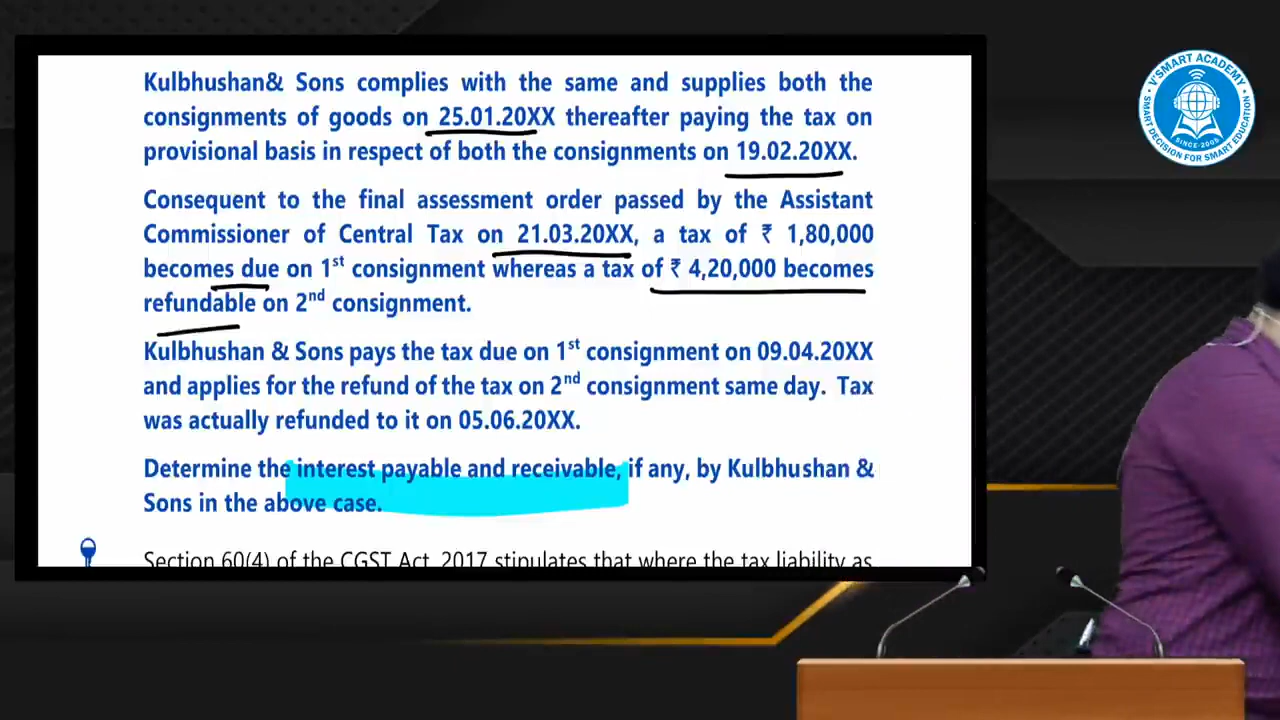 Kulbhushan& Sons complies with the same and supplies both the
consignments of goods on 25.01.20XX thereafter paying the tax on
provisional basis in respect of both the consignments on 19.02.20XX.
Consequent to the final assessment order passed by the Assistant
Commissioner of Central Tax on 21.03.20XX, a tax of ₹ 1,80,000
becomes due on 1st consignment whereas a tax of ₹ 4,20,000 becomes
refundable on 2nd consignment.
Kulbhushan & Sons pays the tax due on 1st consignment on 09.04.20XX
and applies for the refund of the tax on 2nd consignment same day. Tax
was actually refunded to it on 05.06.20XX.
Determine the interest payable and receivable, if any, by Kulbhushan &
Sons in the above case.
Section 60(4) of the CGST Act, 2017 stipulates that where the tax liability as
V'SMART ACADEMY
SINCE-2005
SMART DECISION FOR SMART EDUCATION